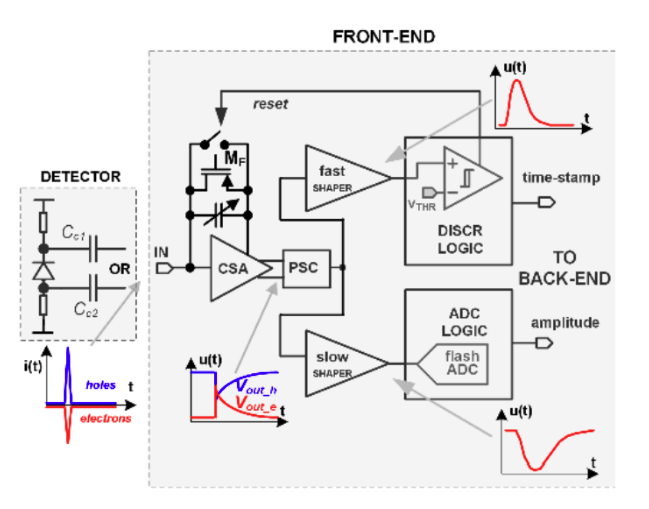 FRONT-END
u(t)
t
reset
M_F
fast
SHAPER
+
−
V_THR
DISCR
LOGIC
time-stamp
DETECTOR
C_c1
OR
C_c2
IN
CSA
PSC
TO
BACK-END
ADC
LOGIC
flash
ADC
amplitude
slow
SHAPER
i(t)
holes
t
electrons
u(t)
V_out_h
V_out_e
t
u(t)
t